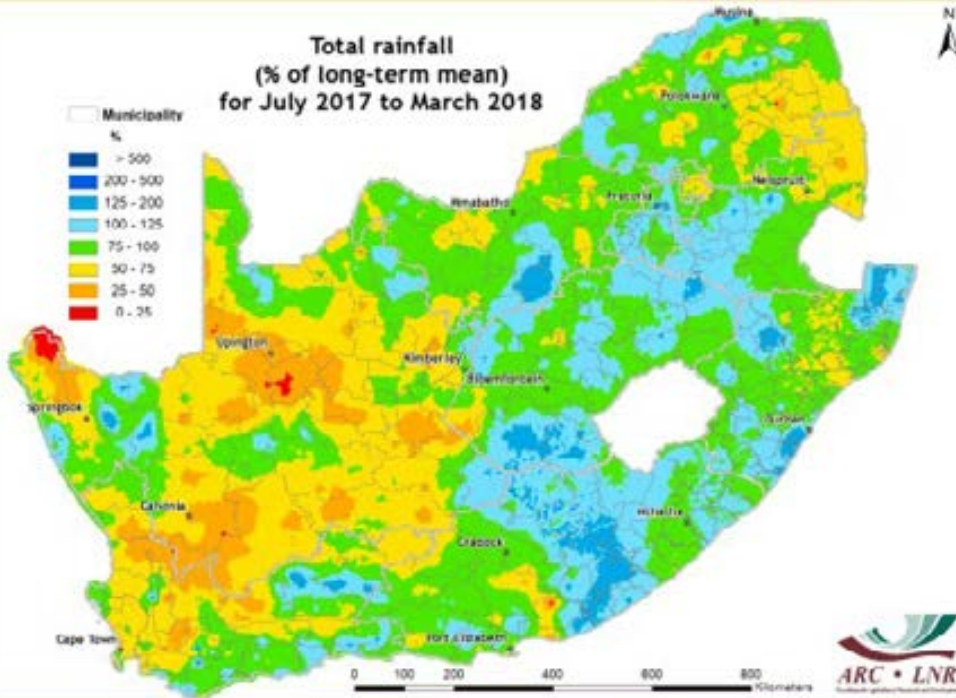 Total rainfall
(% of long-term mean)
for July 2017 to March 2018
N
Municipality
%
> 500
200 - 500
125 - 200
100 - 125
75 - 100
50 - 75
25 - 50
0 - 25
Musina
Polokwane
Nelspruit
Pretoria
Mmabatho
Upington
Kimberley
Bloemfontein
Springbok
Durban
Calvinia
Mthatha
Cradock
Cape Town
Port Elizabeth
0 100 200 400 600 800
Kilometers
ARC • LNR